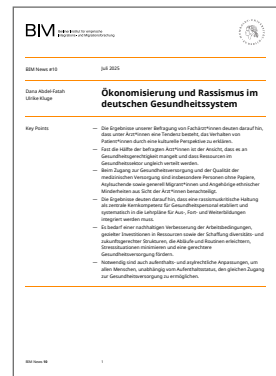 BIM
Berliner Institut für empirische
Integrations- und Migrationsforschung
BIM News #10
Juli 2025
Dana Abdel-Fatah
Ulrike Kluge
Ökonomisierung und Rassismus im
deutschen Gesundheitssystem
Key Points
— Die Ergebnisse unserer Befragung von Fachärzt*innen deuten darauf hin,
dass unter Ärzt*innen eine Tendenz besteht, das Verhalten von
Patient*innen durch eine kulturelle Perspektive zu erklären.
— Fast die Hälfte der befragten Ärzt*innen ist der Ansicht, dass es an
Gesundheitsgerechtigkeit mangelt und dass Ressourcen im
Gesundheitssektor ungleich verteilt werden.
— Beim Zugang zur Gesundheitsversorgung und der Qualität der
medizinischen Versorgung sind insbesondere Personen ohne Papiere,
Asylsuchende sowie generell Migrant*innen und Angehörige ethnischer
Minderheiten aus Sicht der Ärzt*innen benachteiligt.
— Die Ergebnisse deuten darauf hin, dass eine rassismuskritische Haltung
als zentrale Kernkompetenz für Gesundheitspersonal etabliert und
systematisch in die Lehrpläne für Aus-, Fort- und Weiterbildungen
integriert werden muss.
— Es bedarf einer nachhaltigen Verbesserung der Arbeitsbedingungen,
gezielter Investitionen in Ressourcen sowie der Schaffung diversitäts- und
zukunftsgerechter Strukturen, die Abläufe und Routinen erleichtern,
Stresssituationen minimieren und eine gerechtere
Gesundheitsversorgung fördern.
— Notwendig sind auch aufenthalts- und asylrechtliche Anpassungen, um
allen Menschen, unabhängig vom Aufenthaltsstatus, den gleichen Zugang
zur Gesundheitsversorgung zu ermöglichen.
1